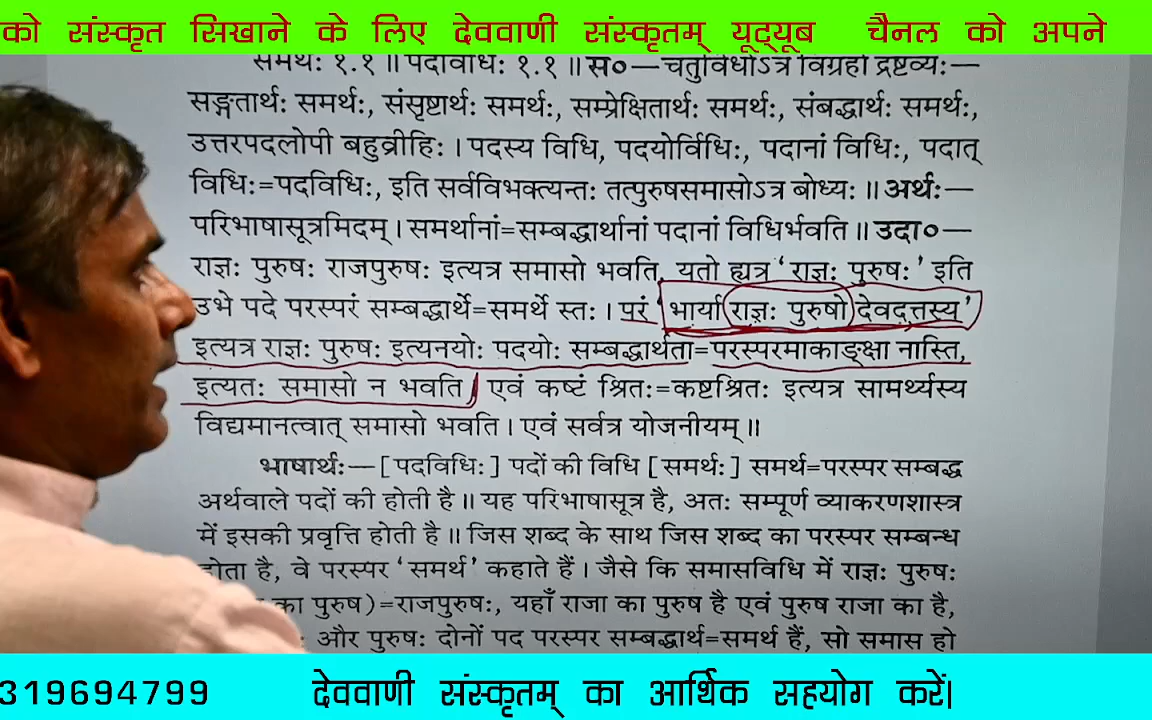 को संस्कृत सिखाने के लिए देववाणी संस्कृतम् यूट्यूब चैनल को अपने
समर्थः १.१ ॥ पदविधिः १.१ ॥ स०—चतुर्विधोऽत्र विग्रहो द्रष्टव्यः—
सङ्गतार्थः समर्थः, संसृष्टार्थः समर्थः, सम्प्रेक्षितार्थः समर्थः, संबद्धार्थः समर्थः,
उत्तरपदलोपी बहुव्रीहिः । पदस्य विधि, पदयोर्विधिः, पदानां विधिः, पदात्
विधिः=पदविधिः, इति सर्वविभक्त्यन्तः तत्पुरुषसमासोऽत्र बोध्यः ॥ अर्थः—
परिभाषासूत्रमिदम् । समर्थानां=सम्बद्धार्थानां पदानां विधिर्भवति ॥ उदा०—
राज्ञः पुरुषः राजपुरुषः इत्यत्र समासो भवति, यतो ह्यत्र ‘राज्ञः पुरुषः’ इति
उभे पदे परस्परं सम्बद्धार्थे=समर्थे स्तः । परं ‘भार्या राज्ञः पुरुषो देवदत्तस्य’
इत्यत्र राज्ञः पुरुषः इत्यनयोः पदयोः सम्बद्धार्थता=परस्परमाकाङ्क्षा नास्ति,
इत्यतः समासो न भवति, एवं कष्टं श्रितः=कष्टश्रितः इत्यत्र सामर्थ्यस्य
विद्यमानत्वात् समासो भवति । एवं सर्वत्र योजनीयम् ॥
भाषार्थः—[पदविधिः] पदों की विधि [समर्थः] समर्थ=परस्पर सम्बद्ध
अर्थवाले पदों की होती है ॥ यह परिभाषासूत्र है, अतः सम्पूर्ण व्याकरणशास्त्र
में इसकी प्रवृत्ति होती है ॥ जिस शब्द के साथ जिस शब्द का परस्पर सम्बन्ध
होता है, वे परस्पर ‘समर्थ’ कहाते हैं । जैसे कि समासविधि में राज्ञः पुरुषः
का पुरुष)=राजपुरुषः, यहाँ राजा का पुरुष है एवं पुरुष राजा का है,
और पुरुषः दोनों पद परस्पर सम्बद्धार्थ=समर्थ हैं, सो समास हो
319694799 देववाणी संस्कृतम् का आर्थिक सहयोग करें।